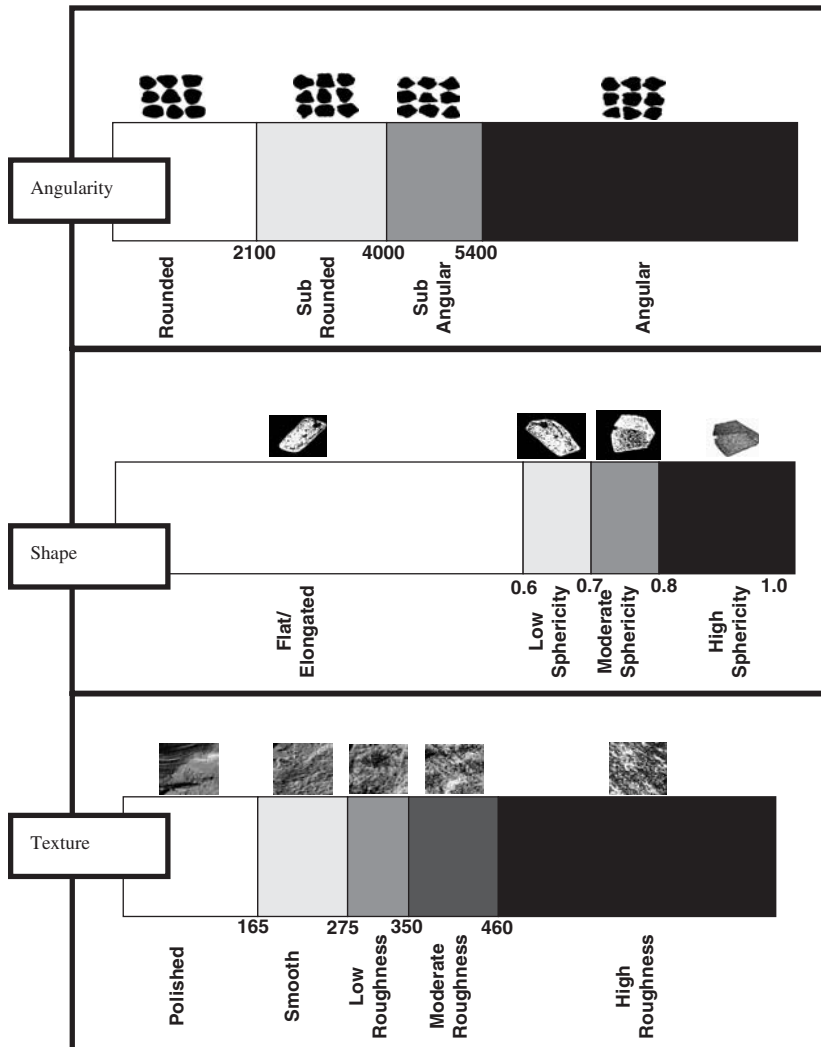 Angularity
2100
4000
5400
Rounded
Sub
Rounded
Sub
Angular
Angular
Shape
0.6
0.7
0.8
1.0
Flat/
Elongated
Low
Sphericity
Moderate
Sphericity
High
Sphericity
Texture
165
275
350
460
Polished
Smooth
Low
Roughness
Moderate
Roughness
High
Roughness